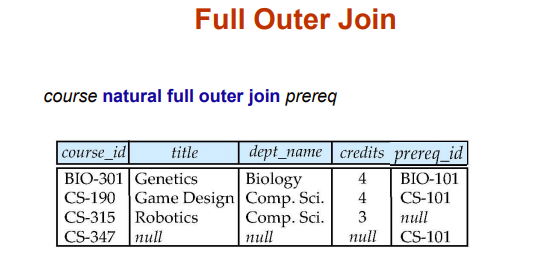 Full Outer Join
course natural full outer join prereq
course_id title dept_name credits prereq_id
BIO-301 Genetics Biology 4 BIO-101
CS-190 Game Design Comp. Sci. 4 CS-101
CS-315 Robotics Comp. Sci. 3 null
CS-347 null null null CS-101